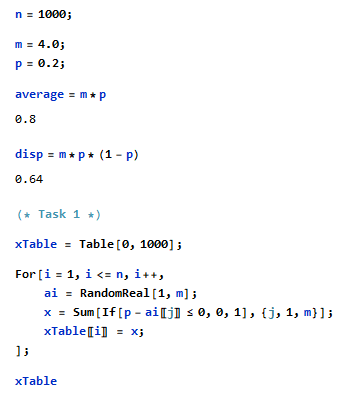 n = 1000;
m = 4.0;
p = 0.2;
average = m * p
0.8
disp = m * p * (1 - p)
0.64
(* Task 1 *)
xTable = Table[0, 1000];
For[i = 1, i <= n, i++,
ai = RandomReal[1, m];
x = Sum[If[p - ai〚j〛 ≤ 0, 0, 1], {j, 1, m}];
xTable〚i〛 = x;
];
xTable